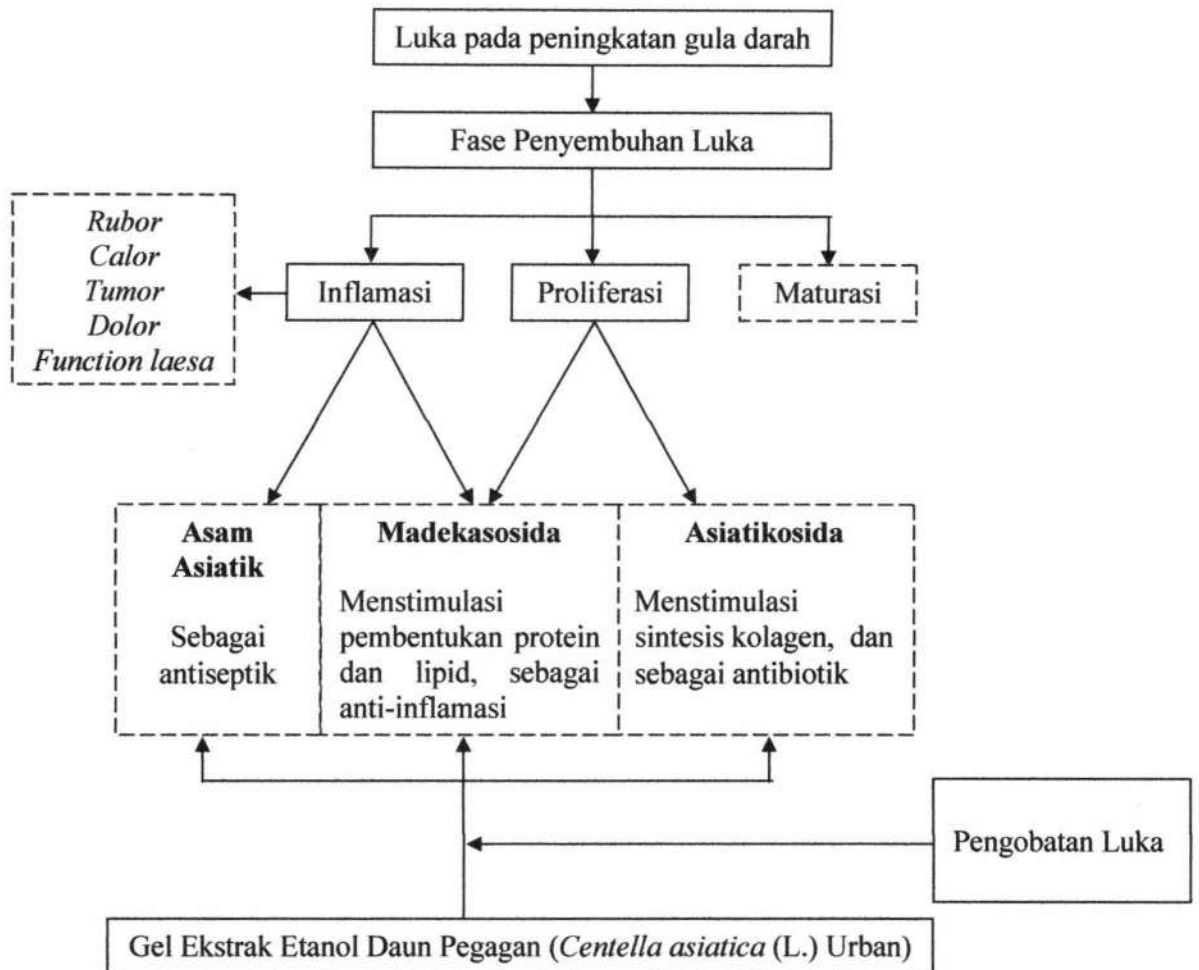 Luka pada peningkatan gula darah
Fase Penyembuhan Luka
Rubor
Calor
Tumor
Dolor
Function laesa
Inflamasi
Proliferasi
Maturasi
Asam
Asiatik
Sebagai
antiseptik
Madekasosida
Menstimulasi
pembentukan protein
dan lipid, sebagai
anti-inflamasi
Asiatikosida
Menstimulasi
sintesis kolagen, dan
sebagai antibiotik
Pengobatan Luka
Gel Ekstrak Etanol Daun Pegagan (Centella asiatica (L.) Urban)